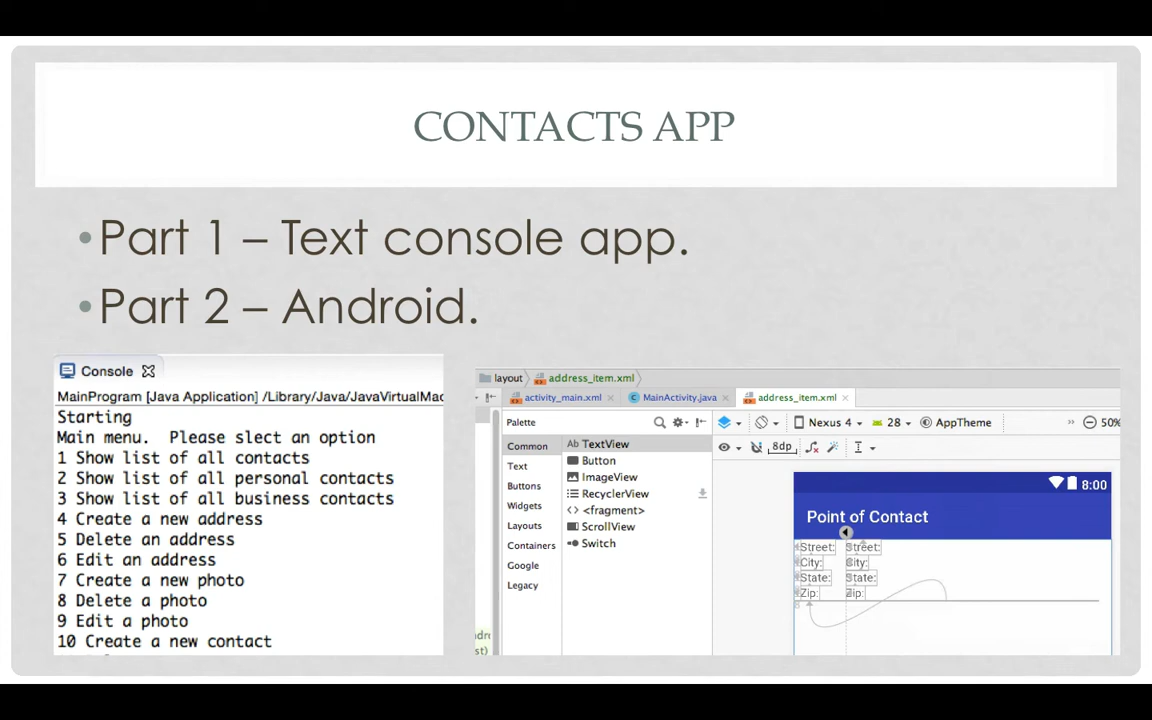 CONTACTS APP
•Part 1 – Text console app.
•Part 2 – Android.
Console
MainProgram [Java Application] /Library/Java/JavaVirtualMac
Starting
Main menu.  Please slect an option
1 Show list of all contacts
2 Show list of all personal contacts
3 Show list of all business contacts
4 Create a new address
5 Delete an address
6 Edit an address
7 Create a new photo
8 Delete a photo
9 Edit a photo
10 Create a new contact
layout address_item.xml
activity_main.xml MainActivity.java address_item.xml
Palette
Nexus 4 28 AppTheme 50%
8dp
Common
Text
Buttons
Widgets
Layouts
Containers
Google
Legacy
Ab TextView
Button
ImageView
RecyclerView
<> <fragment>
ScrollView
Switch
8:00
Point of Contact
Street: Street:
City: City:
State: State:
Zip: Zip: